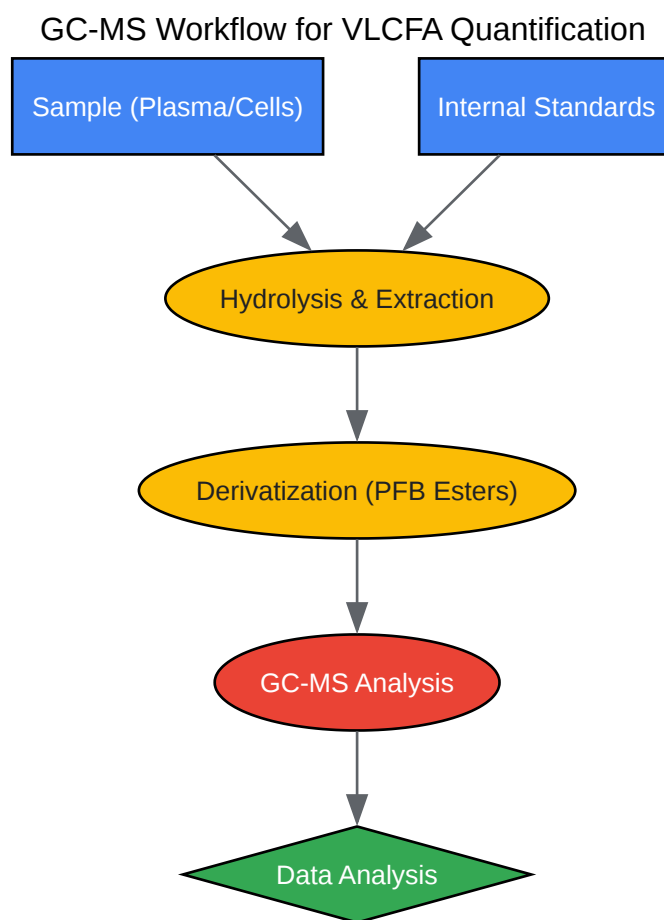 GC-MS Workflow for VLCFA Quantification
Sample (Plasma/Cells)
Internal Standards
Hydrolysis & Extraction
Derivatization (PFB Esters)
GC-MS Analysis
Data Analysis